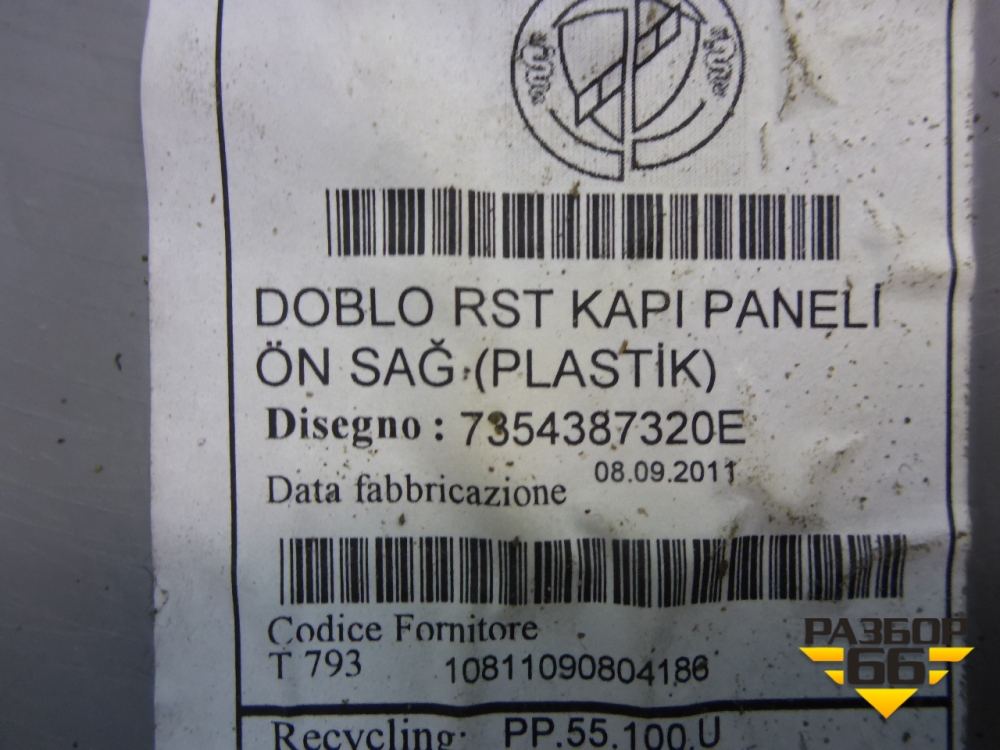 DOBLO RST KAPI PANELİ
ÖN SAĞ (PLASTİK)
Disegno : 7354387320E
Data fabbricazione 08.09.2011
Codice Fornitore
T 793 10811090804186
Recycling: PP.55.100.U
РАЗБОР
66